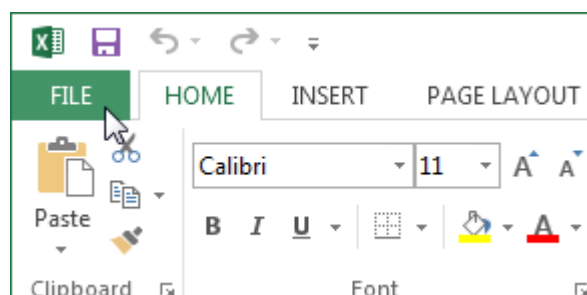 FILE HOME INSERT PAGE LAYOUT
Calibri 11 A A
Paste
B I U A
Clipboard Font